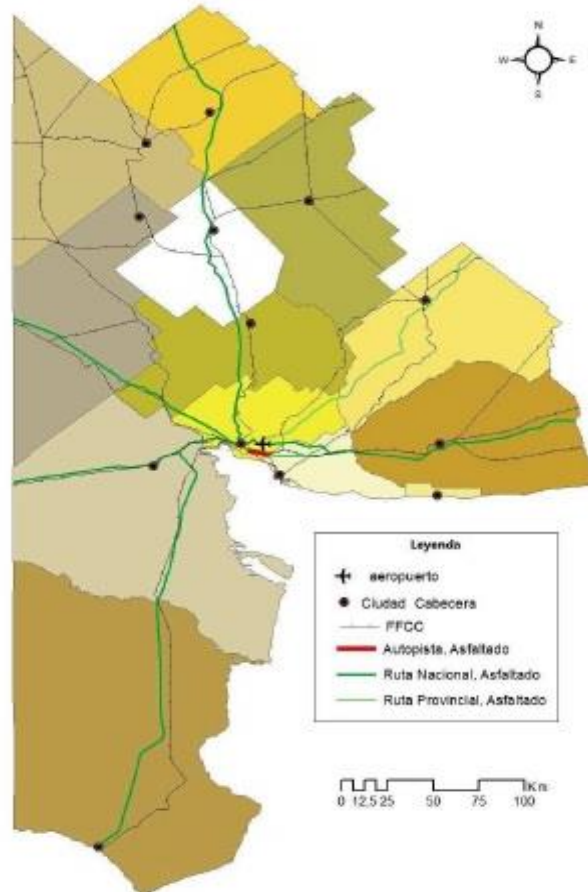 N
W E
S
Leyenda
aeropuerto
Ciudad Cabecera
FFCC
Autopista, Asfaltado
Ruta Nacional, Asfaltado
Ruta Provincial, Asfaltado
Km
0 12,5 25 50 75 100